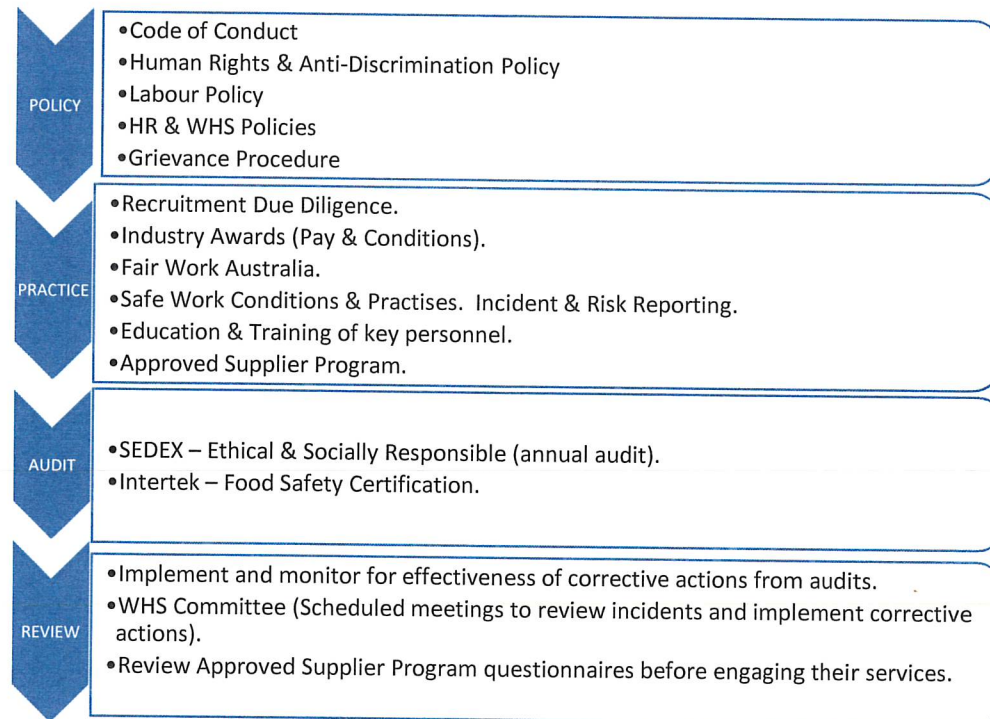 POLICY
•Code of Conduct
•Human Rights & Anti-Discrimination Policy
•Labour Policy
•HR & WHS Policies
•Grievance Procedure
PRACTICE
•Recruitment Due Diligence.
•Industry Awards (Pay & Conditions).
•Fair Work Australia.
•Safe Work Conditions & Practises.  Incident & Risk Reporting.
•Education & Training of key personnel.
•Approved Supplier Program.
AUDIT
•SEDEX – Ethical & Socially Responsible (annual audit).
•Intertek – Food Safety Certification.
REVIEW
•Implement and monitor for effectiveness of corrective actions from audits.
•WHS Committee (Scheduled meetings to review incidents and implement corrective
actions).
•Review Approved Supplier Program questionnaires before engaging their services.